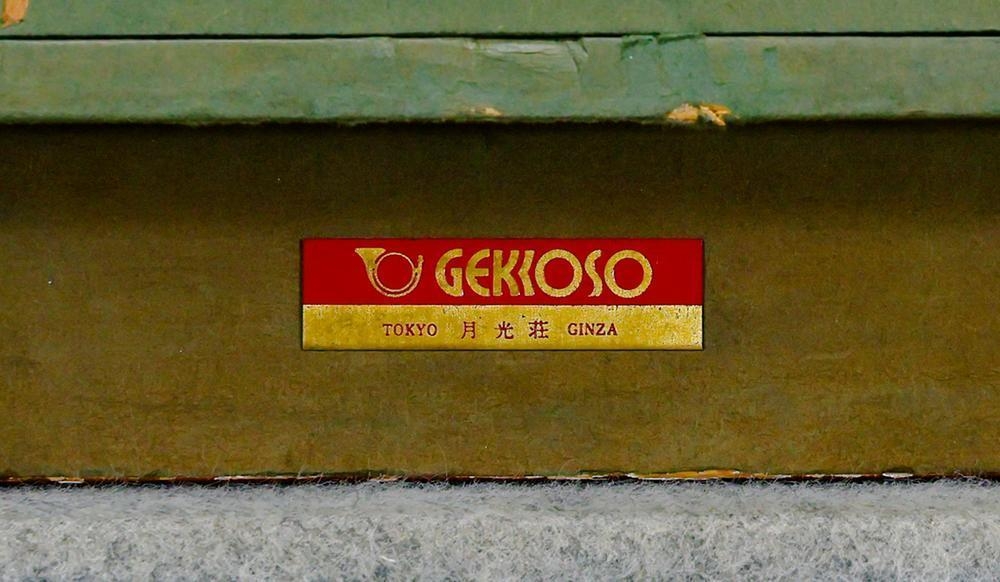 GEKKOSO
TOKYO 月光荘 GINZA